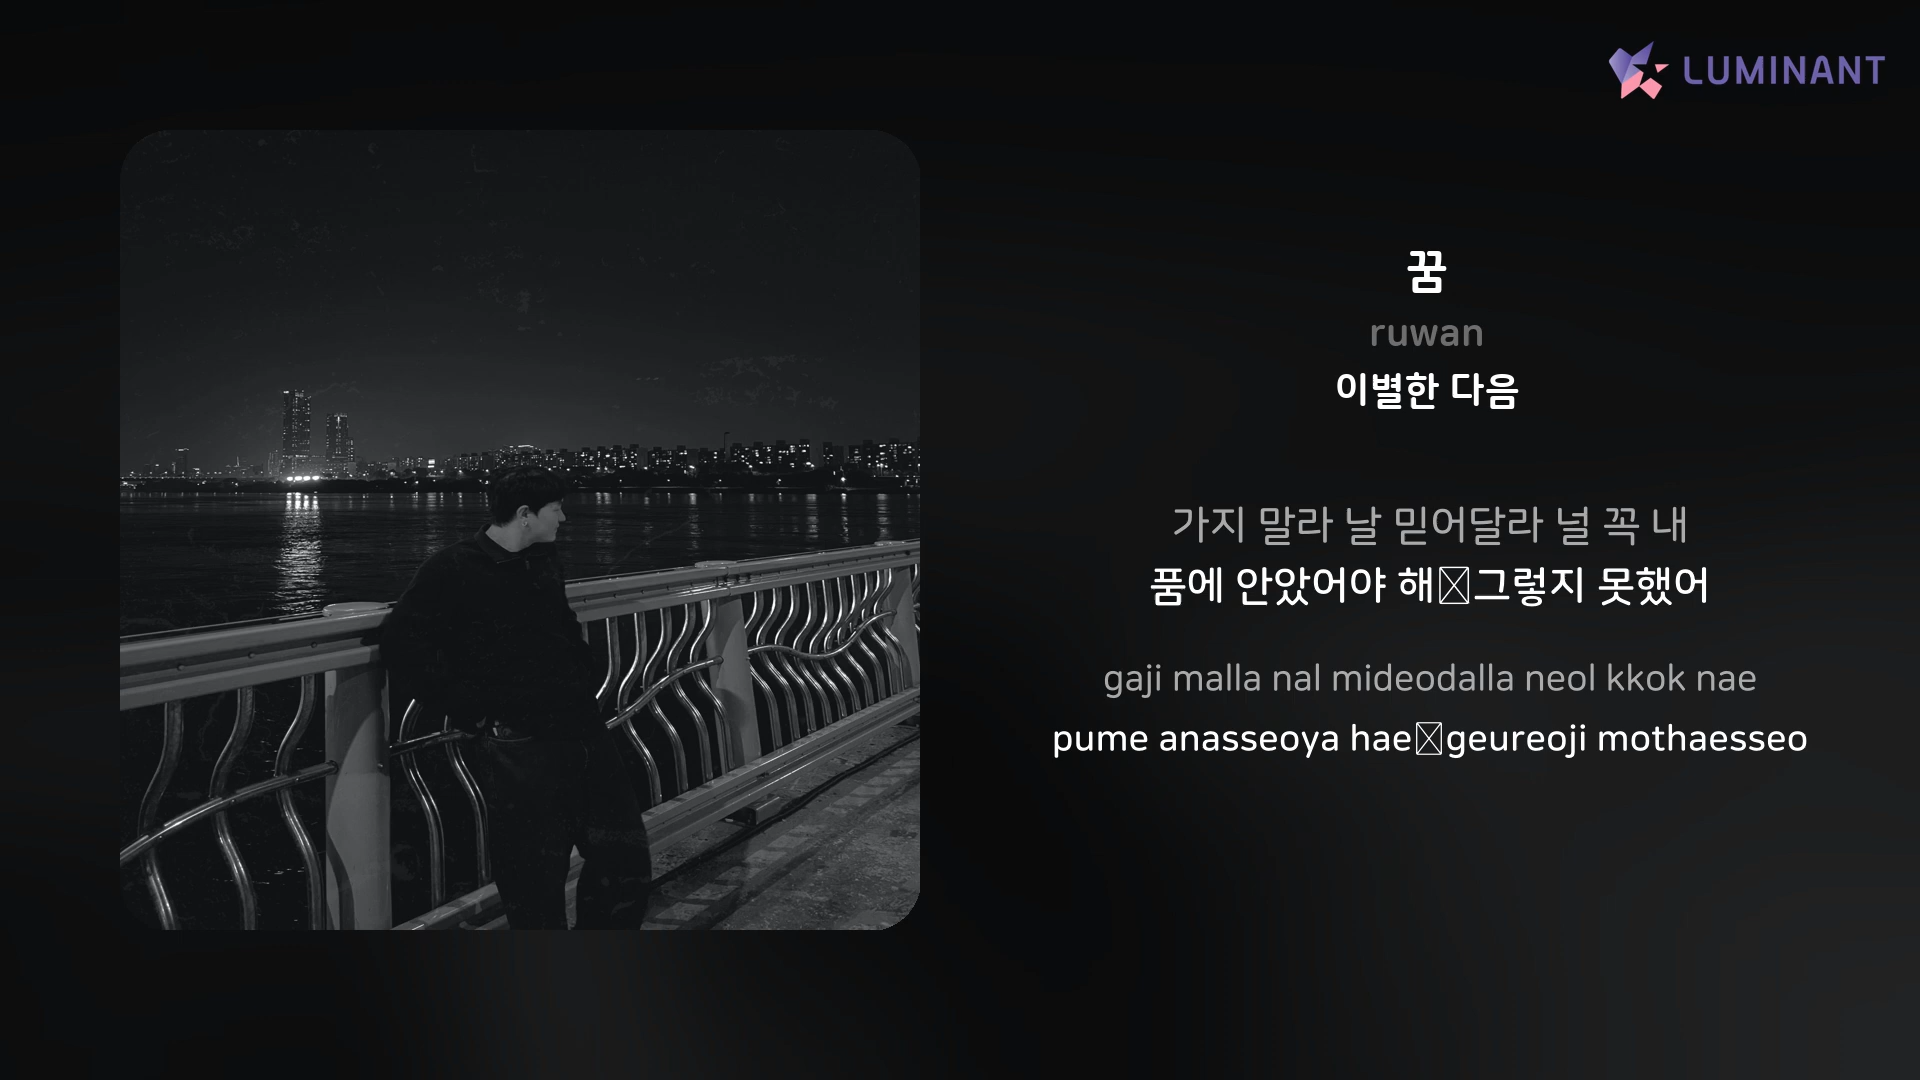 LUMINANT
꿈
ruwan
이별한 다음
가지 말라 날 믿어달라 널 꼭 내
품에 안았어야 해그렇지 못했어
gaji malla nal mideodalla neol kkok nae
pume anasseoya haegeureoji mothaesseo